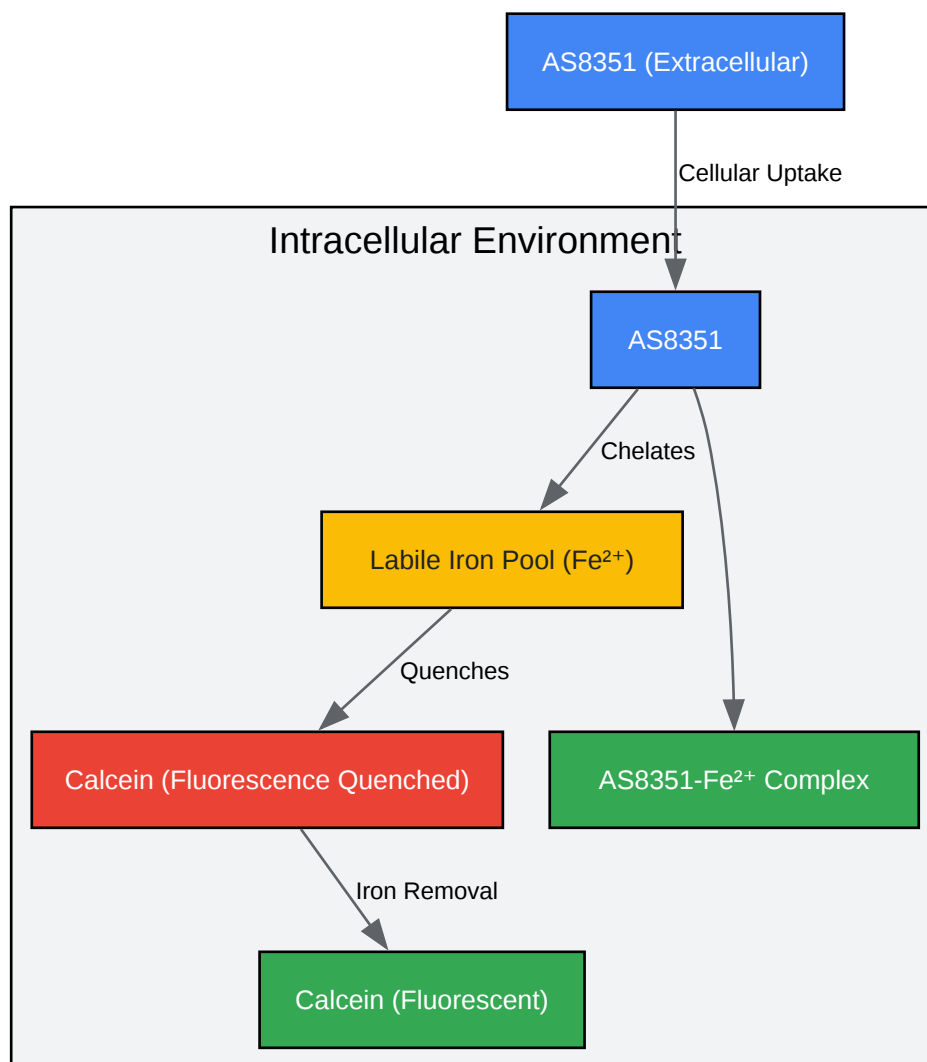 AS8351 (Extracellular)
Cellular Uptake
Intracellular Environment
AS8351
Chelates
Labile Iron Pool (Fe²⁺)
Quenches
Calcein (Fluorescence Quenched)
AS8351-Fe²⁺ Complex
Iron Removal
Calcein (Fluorescent)